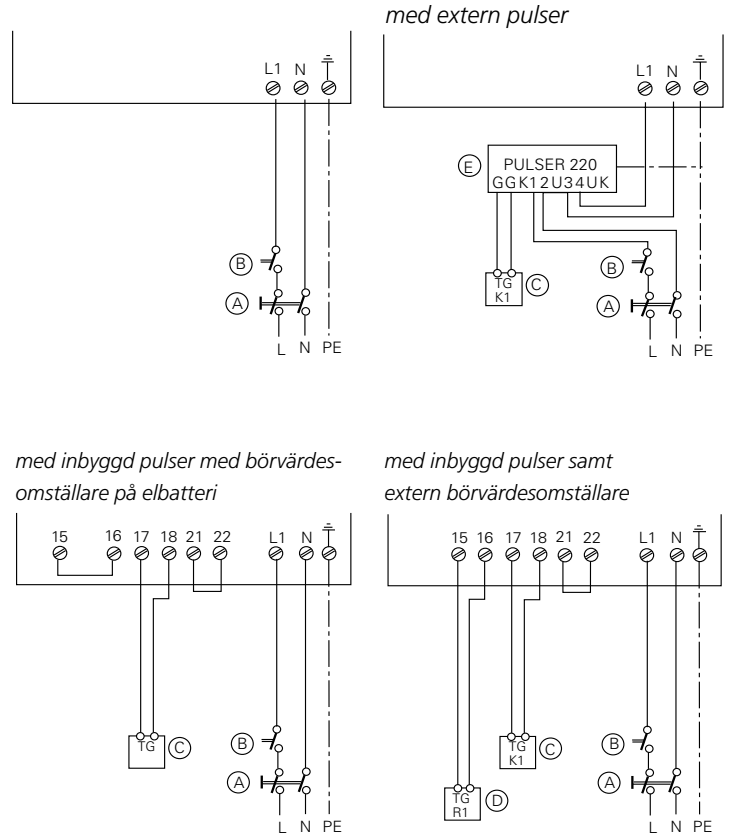 med extern pulser
L1 N
L1 N
E PULSER 220
GGK12U34UK
B
A
L N PE
TG
K1
C
B
A
L N PE
med inbyggd pulser med börvärdes-
omställare på elbatteri
15 16 17 18 21 22 L1 N
TG C
B
A
L N PE
med inbyggd pulser samt
extern börvärdesomställare
15 16 17 18 21 22 L1 N
TG
K1
C
TG
R1
D
B
A
L N PE